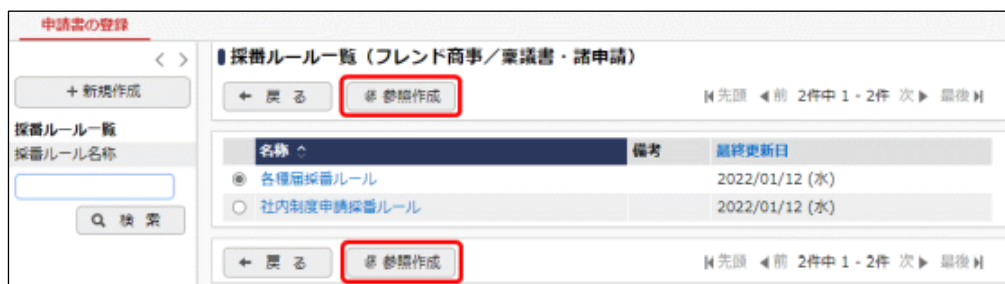 申請書の登録
< >
+ 新規作成
採番ルール一覧
採番ルール名称
検 索
採番ルール一覧（フレンド商事／稟議書・諸申請）
← 戻 る 参照作成 |◀先頭 ◀前 2件中 1 - 2件 次▶ 最後▶|
名称 備考 最終更新日
各種届採番ルール 2022/01/12 (水)
社内制度申請採番ルール 2022/01/12 (水)
← 戻 る 参照作成 |◀先頭 ◀前 2件中 1 - 2件 次▶ 最後▶|